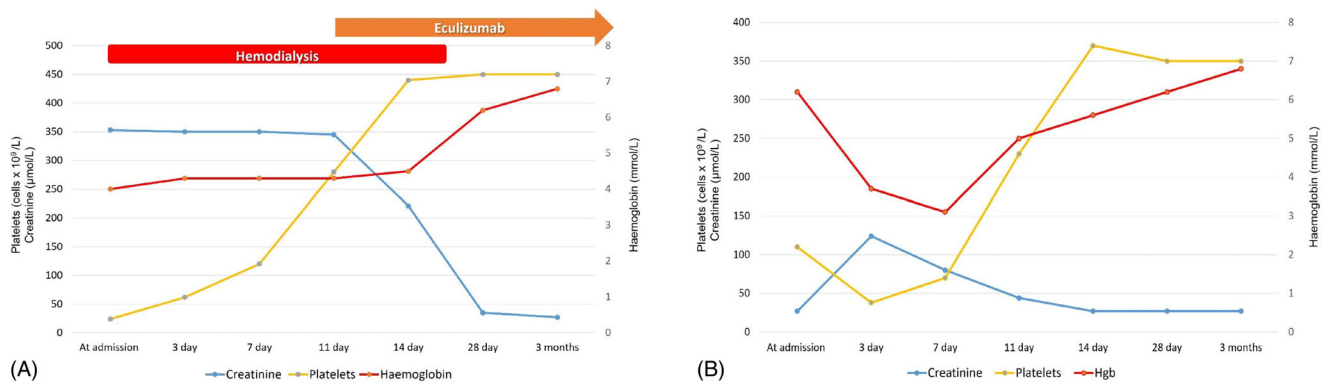 Eculizumab
Hemodialysis
500
450
400
350
300
250
200
150
100
50
0
Platelets (cells x 10⁹/L)
Creatinine (µmol/L)
8
7
6
5
4
3
2
1
0
Haemoglobin (mmol/L)
At admission 3 day 7 day 11 day 14 day 28 day 3 months
(A)
Creatinine Platelets Haemoglobin
400
350
300
250
200
150
100
50
0
Platelets (cells x 10⁹/L)
Creatinine (µmol/L)
8
7
6
5
4
3
2
1
0
Haemoglobin (mmol/L)
At admission 3 day 7 day 11 day 14 day 28 day 3 months
(B)
Creatinine Platelets Hgb